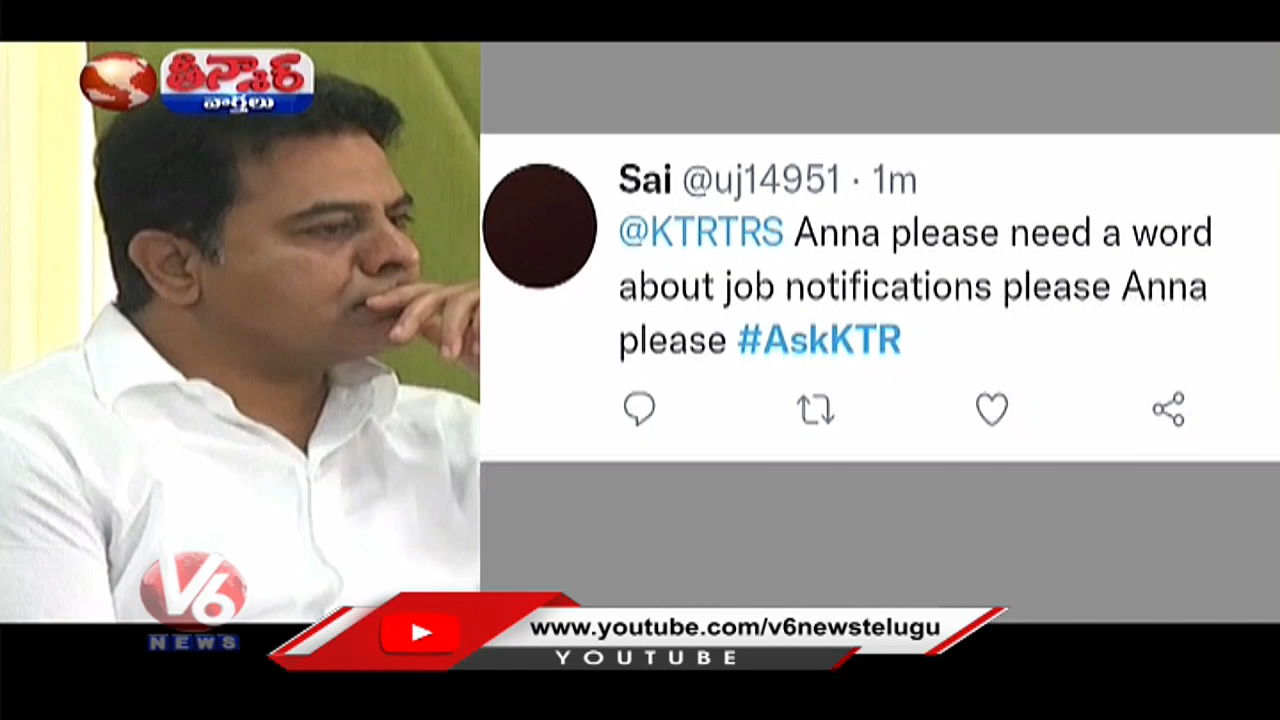 తీన్మార్
వార్తలు
Sai @uj14951 · 1m
@KTRTRS Anna please need a word
about job notifications please Anna
please #AskKTR
V6
NEWS
www.youtube.com/v6newstelugu
YOUTUBE